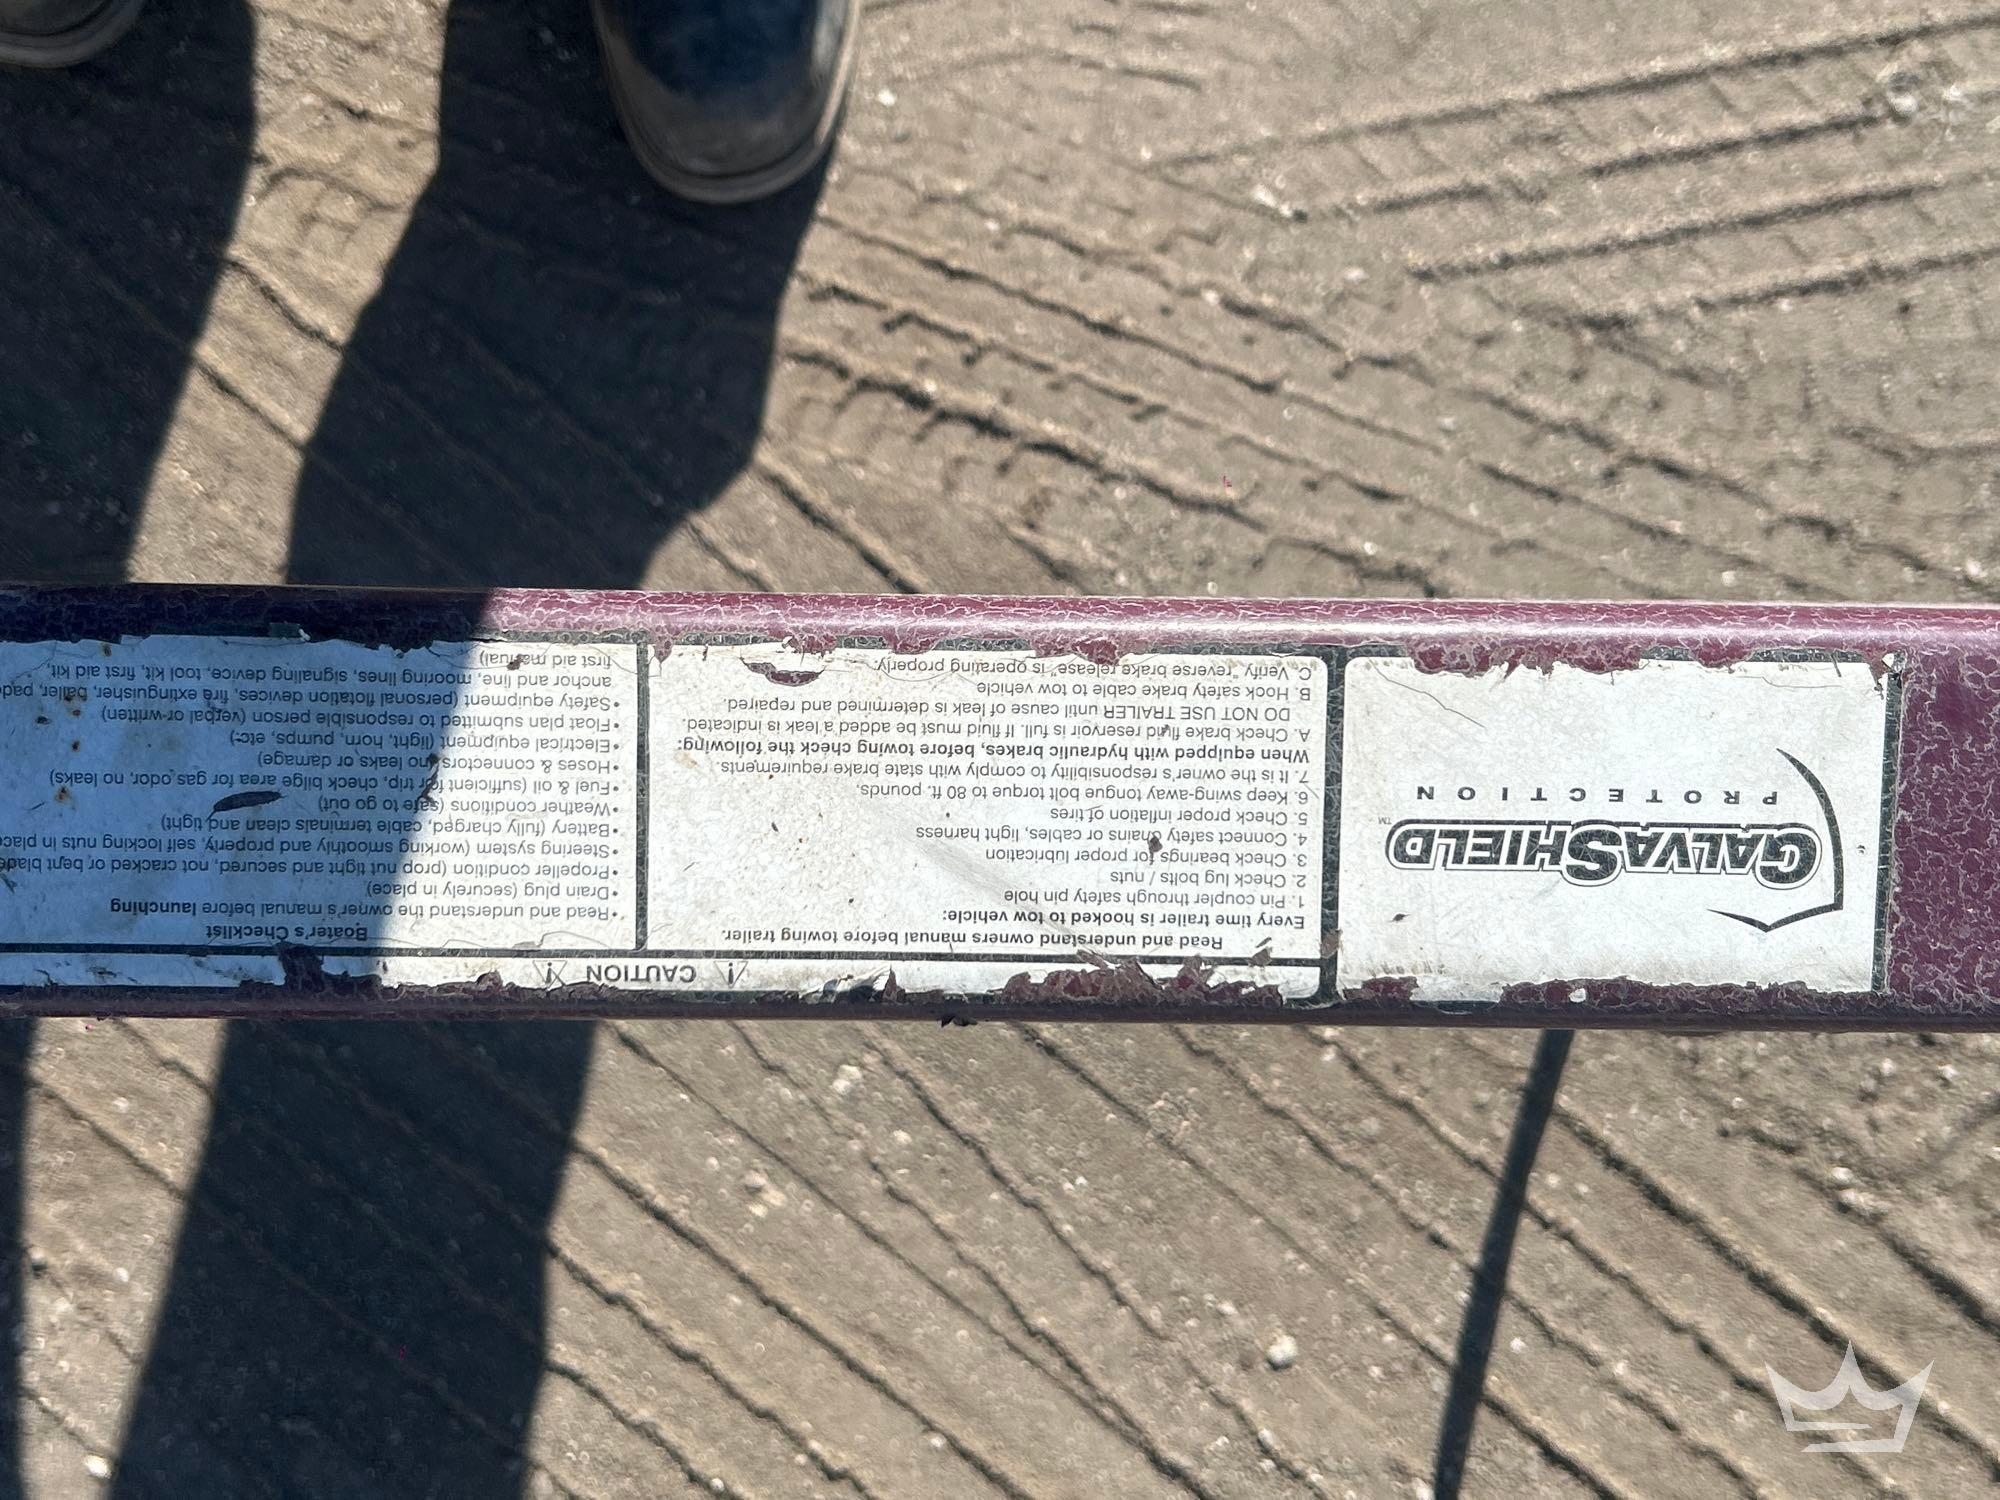 GALVASHIELD™
PROTECTION
⚠ CAUTION ⚠
Read and understand owners manual before towing trailer.
Every time trailer is hooked to tow vehicle:
1. Pin coupler through safety pin hole
2. Check lug bolts / nuts
3. Check bearings for proper lubrication
4. Connect safety chains or cables, light harness
5. Check proper inflation of tires
6. Keep swing-away tongue bolt torque to 80 ft. pounds,
7. It is the owner's responsibility to comply with state brake requirements.
When equipped with hydraulic brakes, before towing check the following:
A. Check brake fluid reservoir is full. If fluid must be added a leak is indicated.
DO NOT USE TRAILER until cause of leak is determined and repaired.
B. Hook safety brake cable to tow vehicle
C. Verify "reverse brake release" is operating properly.
Boater's Checklist
•Read and understand the owner's manual before launching
•Drain plug (securely in place)
•Propeller condition (prop nut tight and secured, not cracked or bent blade
•Steering system (working smoothly and properly, self locking nuts in place
•Battery (fully charged, cable terminals clean and tight)
•Weather conditions (safe to go out)
•Fuel & oil (sufficient for trip, check bilge area for gas odor, no leaks)
•Hoses & connectors (no leaks or damage)
•Electrical equipment (light, horn, pumps, etc.)
•Float plan submitted to responsible person (verbal or written)
•Safety equipment (personal flotation devices, fire extinguisher, bailer, padd
anchor and line, mooring lines, signaling device, tool kit, first aid kit,
first aid manual)